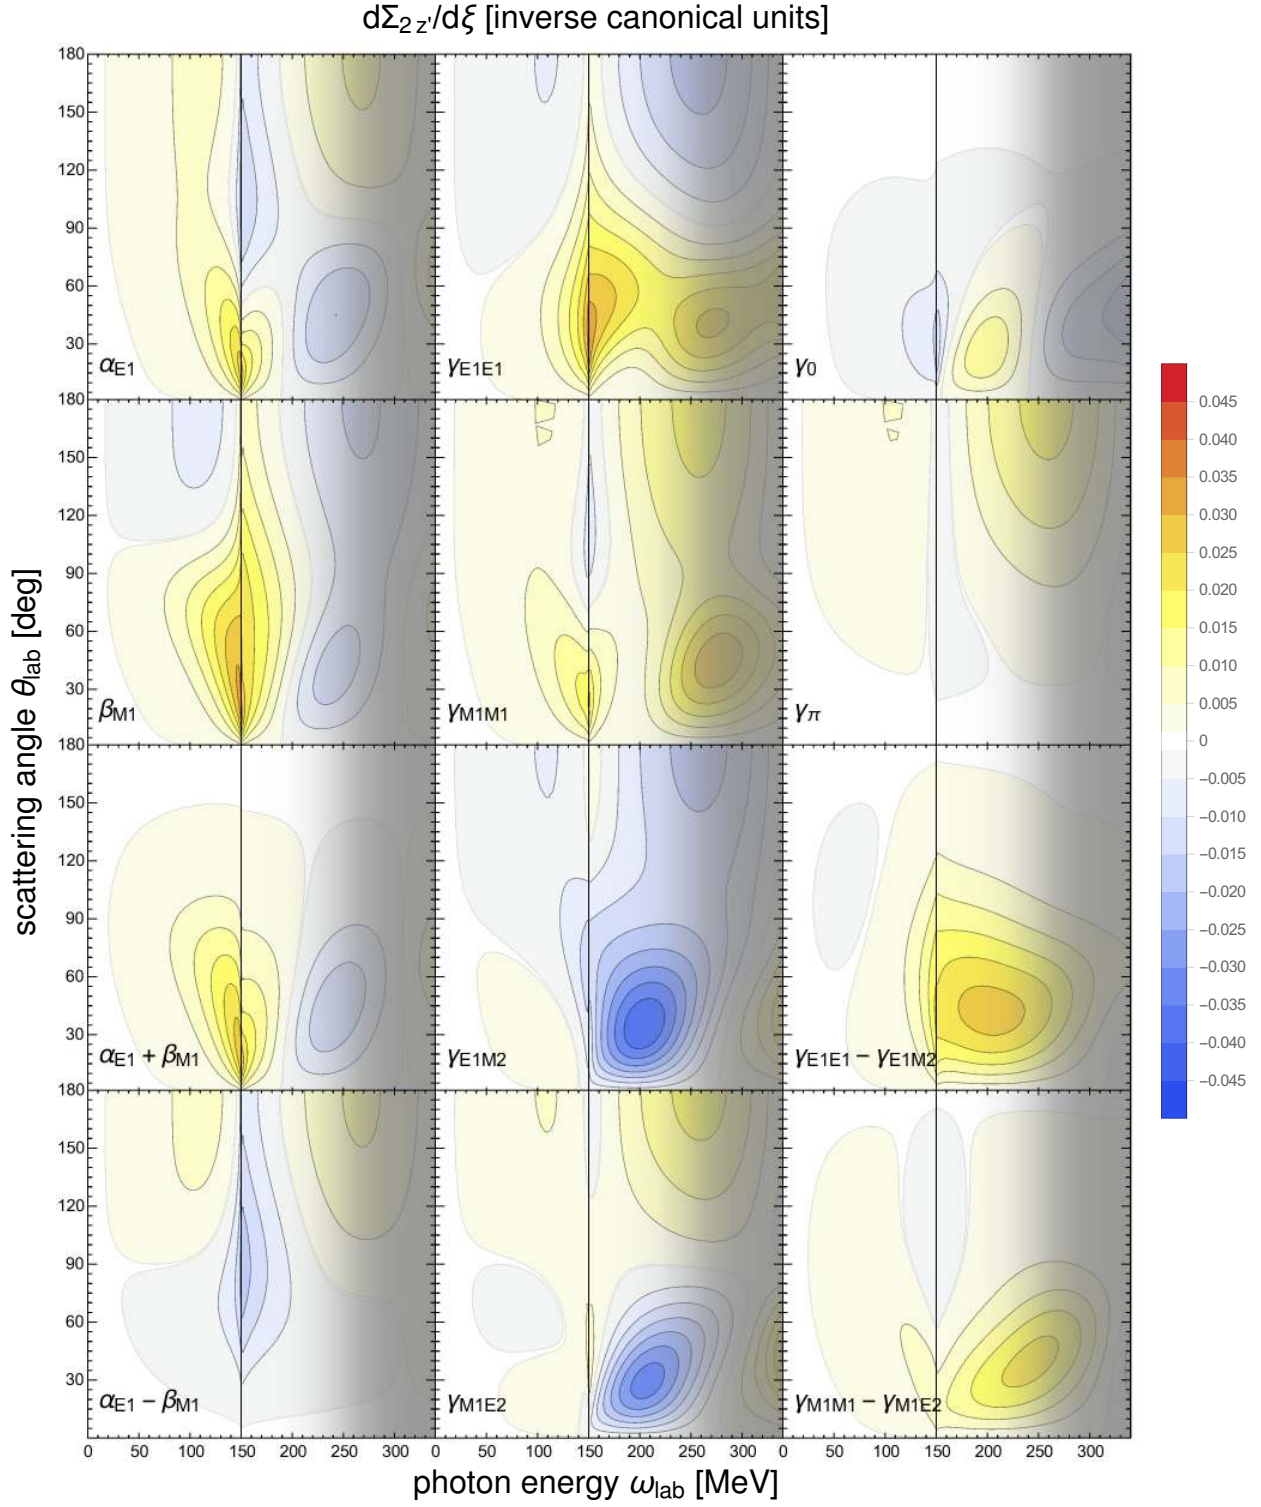 dΣ2 z'/dξ [inverse canonical units]
180
150
120
90
60
30
αE1
γE1E1
γ0
180
150
120
90
60
30
βM1
γM1M1
γπ
180
150
120
90
60
30
αE1 + βM1
γE1M2
γE1E1 − γE1M2
180
150
120
90
60
30
αE1 − βM1
γM1E2
γM1M1 − γM1E2
0 50 100 150 200 250 300
0 50 100 150 200 250 300
0 50 100 150 200 250 300
photon energy ωlab [MeV]
scattering angle θlab [deg]
0.045
0.040
0.035
0.030
0.025
0.020
0.015
0.010
0.005
0
−0.005
−0.010
−0.015
−0.020
−0.025
−0.030
−0.035
−0.040
−0.045